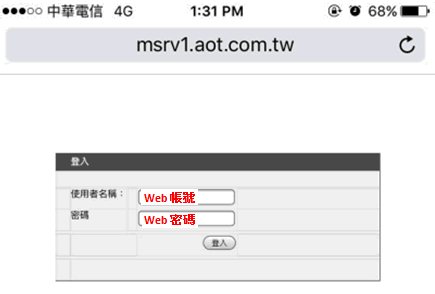 中華電信 4G 1:31 PM 68%
msrv1.aot.com.tw
登入
使用者名稱： Web 帳號
密碼 Web 密碼
登入